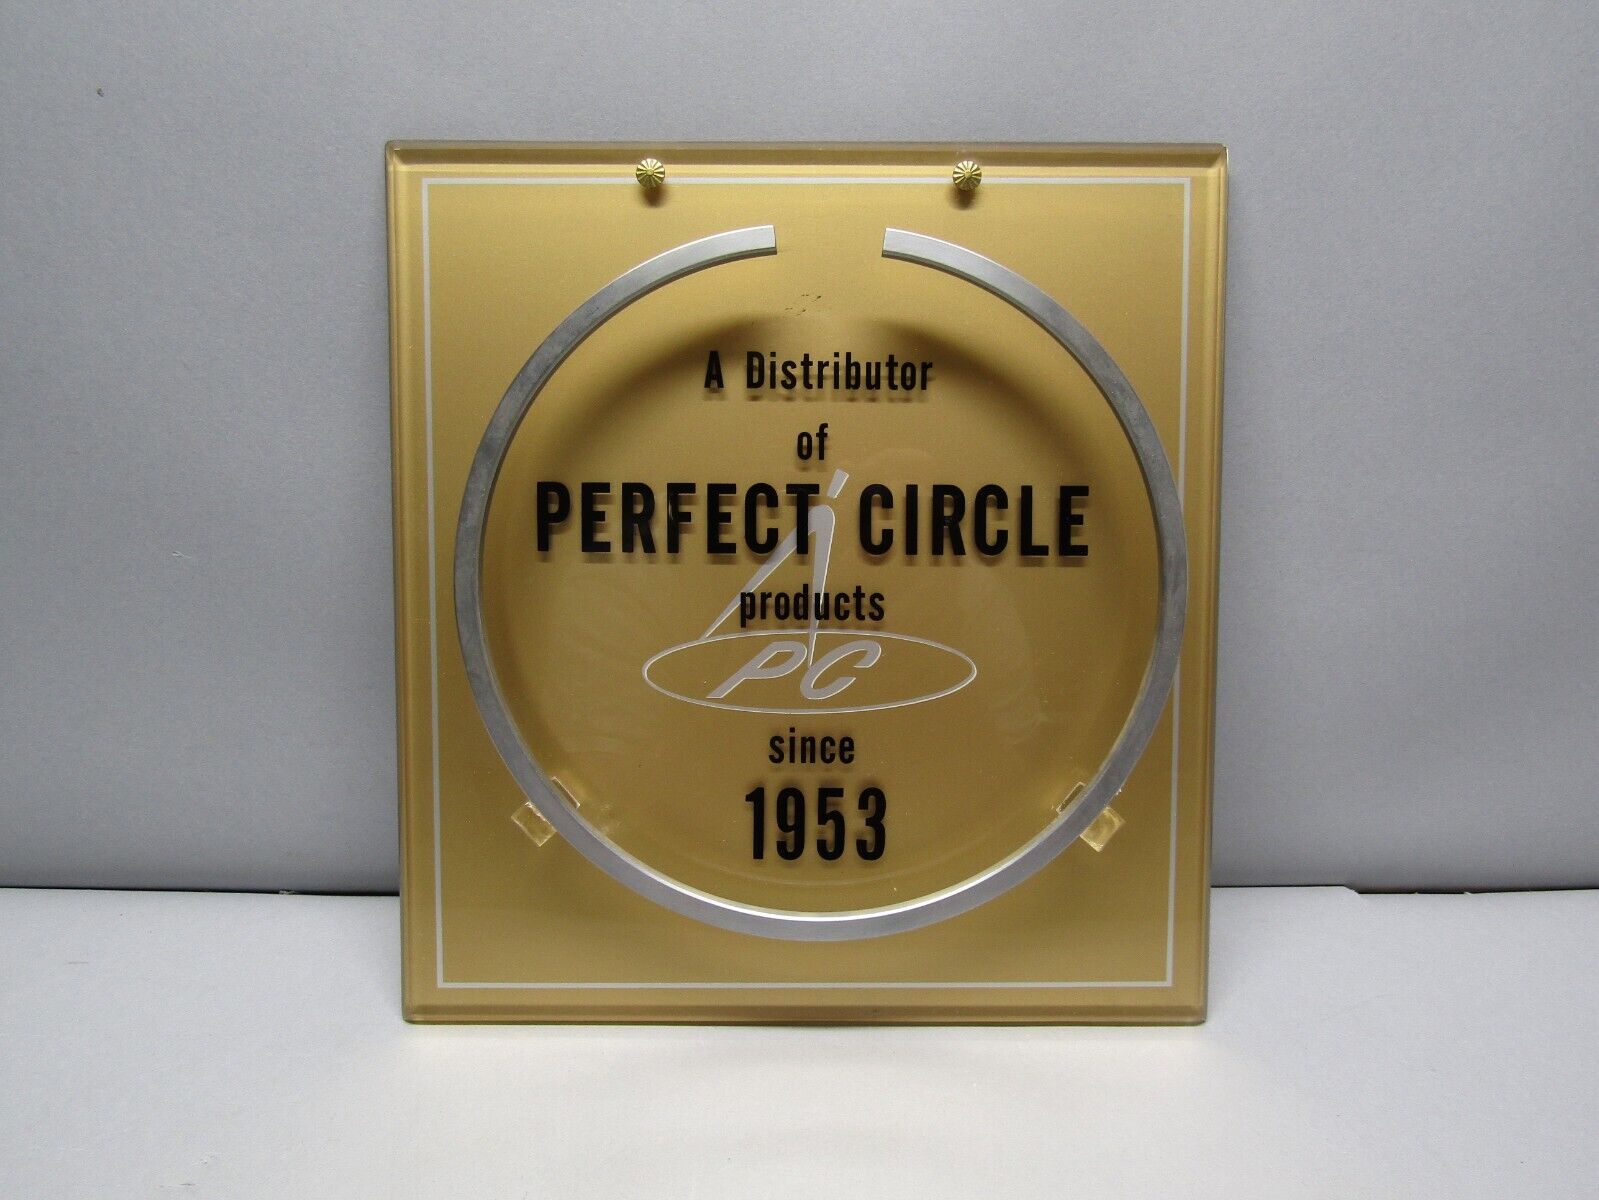 A Distributor
of
PERFECT CIRCLE
products
PC
since
1953